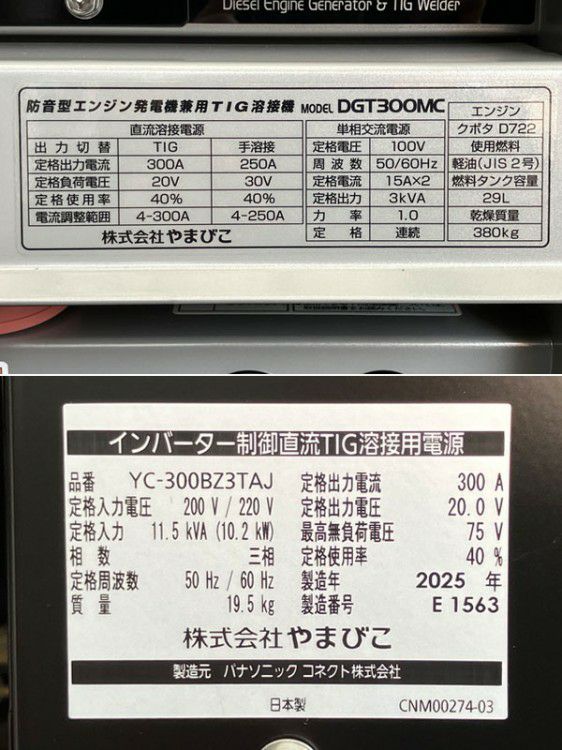 Diesel Engine Generator & TIG Welder
防音型エンジン発電機兼用TIG溶接機 MODEL DGT300MC
直流溶接電源
出力切替 TIG 手溶接
定格出力電流 300A 250A
定格負荷電圧 20V 30V
定格使用率 40% 40%
電流調整範囲 4-300A 4-250A
株式会社やまびこ
単相交流電源
定格電圧 100V
周波数 50/60Hz
定格電流 15A×2
定格出力 3kVA
力率 1.0
定格 連続
エンジン
クボタ D722
使用燃料
軽油(JIS 2号)
燃料タンク容量
29L
乾燥質量
380kg
インバーター制御直流TIG溶接用電源
品番 YC-300BZ3TAJ
定格入力電圧 200 V / 220 V
定格入力 11.5 kVA (10.2 kW)
相数 三相
定格周波数 50 Hz / 60 Hz
質量 19.5 kg
定格出力電流 300 A
定格出力電圧 20.0 V
最高無負荷電圧 75 V
定格使用率 40 %
製造年 2025 年
製造番号 E 1563
株式会社やまびこ
製造元 パナソニック コネクト株式会社
日本製 CNM00274-03